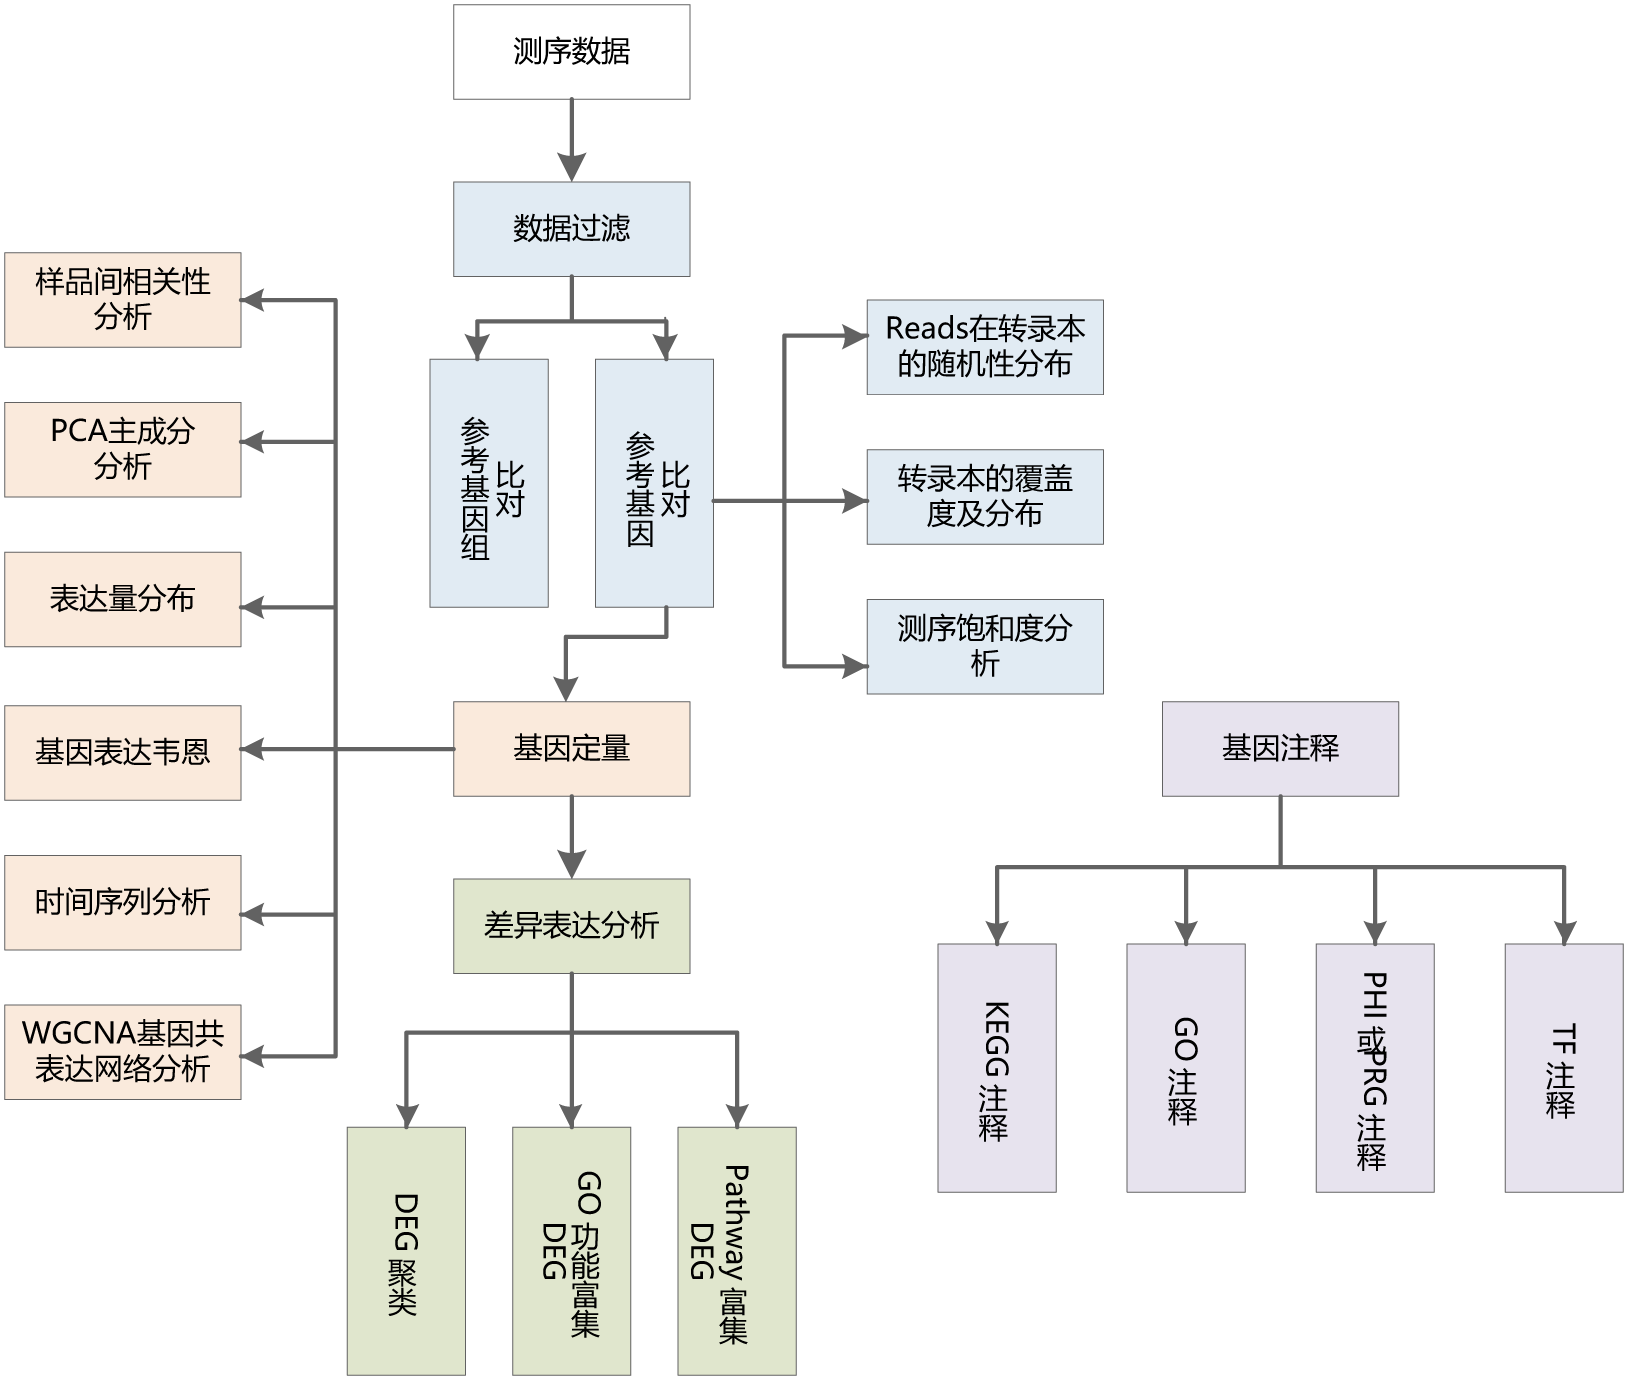 测序数据
数据过滤
样品间相关性
分析
PCA主成分
分析
表达量分布
基因表达韦恩
时间序列分析
WGCNA基因共
表达网络分析
参考基因组
比对
参考基因
比对
Reads在转录本
的随机性分布
转录本的覆盖
度及分布
测序饱和度分
析
基因定量
差异表达分析
DEG 聚类
DEG
GO 功能富集
DEG
Pathway 富集
基因注释
KEGG 注释
GO 注释
PHI 或PRG 注释
TF 注释